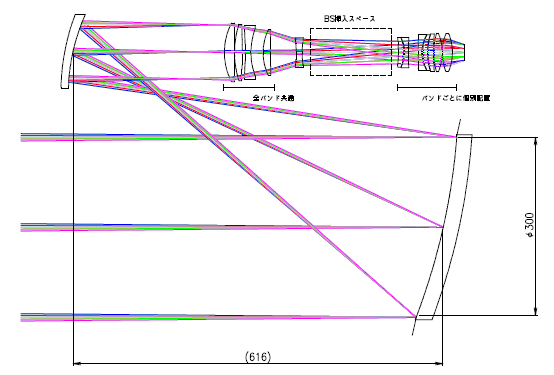 BS挿入スペース
全バンド共通
バンドごとに個別配置
φ300
(616)